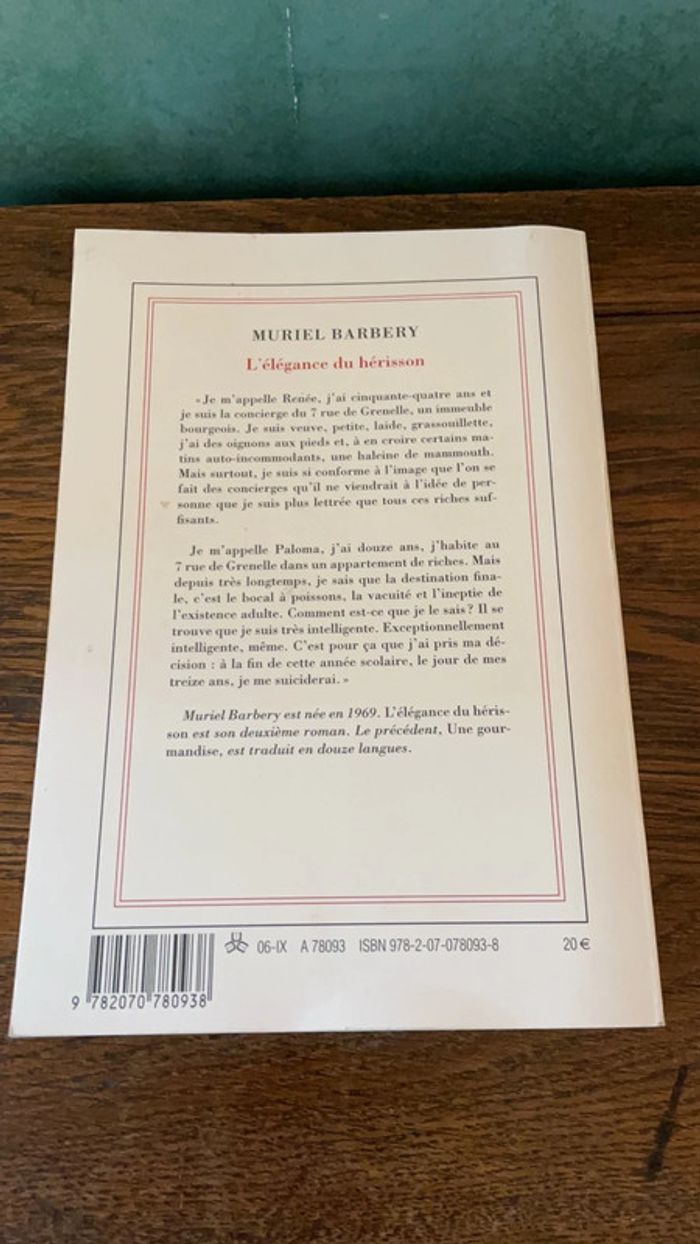 MURIEL BARBERY
L'élégance du hérisson
«Je m'appelle Renée, j'ai cinquante-quatre ans et
je suis la concierge du 7 rue de Grenelle, un immeuble
bourgeois. Je suis veuve, petite, laide, grassouillette,
j'ai des oignons aux pieds et, à en croire certains ma-
tins auto-incommodants, une haleine de mammouth.
Mais surtout, je suis si conforme à l'image que l'on se
fait des concierges qu'il ne viendrait à l'idée de per-
sonne que je suis plus lettrée que tous ces riches suf-
fisants.
Je m'appelle Paloma, j'ai douze ans, j'habite au
7 rue de Grenelle dans un appartement de riches. Mais
depuis très longtemps, je sais que la destination fina-
le, c'est le bocal à poissons, la vacuité et l'ineptie de
l'existence adulte. Comment est-ce que je le sais ? Il se
trouve que je suis très intelligente. Exceptionnellement
intelligente, même. C'est pour ça que j'ai pris ma dé-
cision : à la fin de cette année scolaire, le jour de mes
treize ans, je me suiciderai.»
Muriel Barbery est née en 1969. L'élégance du héris-
son est son deuxième roman. Le précédent, Une gour-
mandise, est traduit en douze langues.
06-IX A 78093 ISBN 978-2-07-078093-8 20 €
9 782070 780938